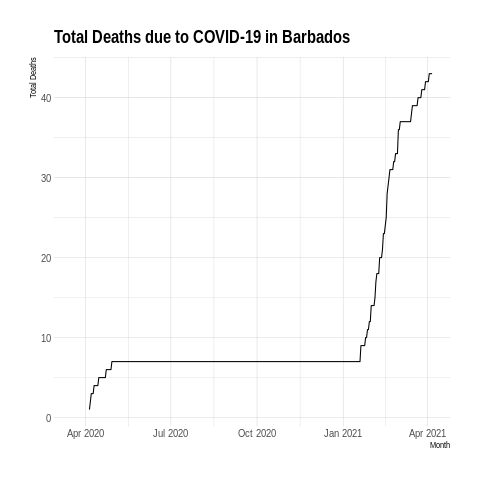 Total Deaths due to COVID-19 in Barbados
Total Deaths
40
30
20
10
0
Apr 2020
Jul 2020
Oct 2020
Jan 2021
Apr 2021
Month